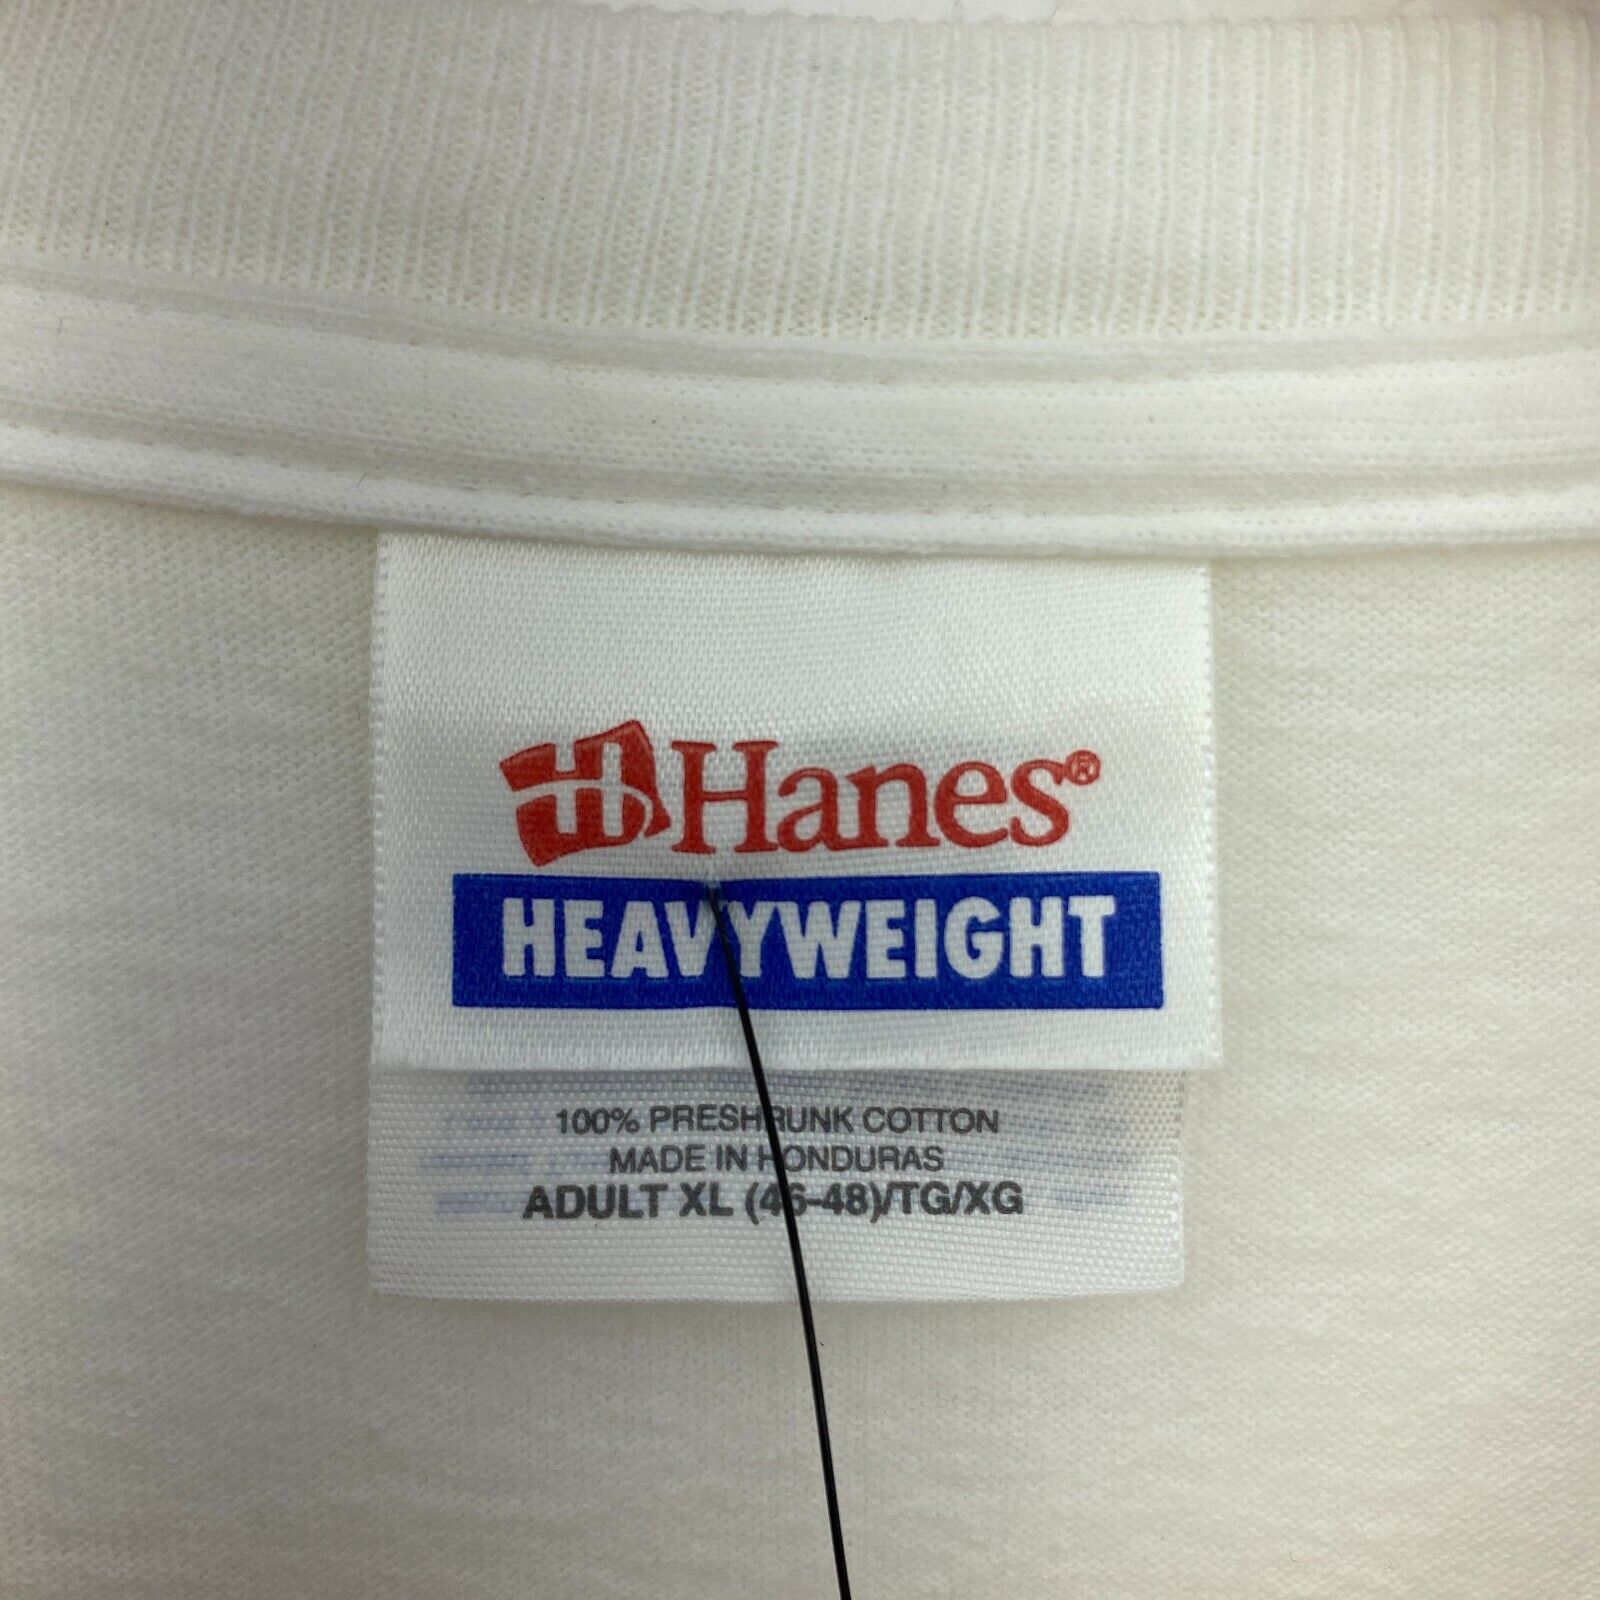 Hanes®
HEAVYWEIGHT
100% PRESHRUNK COTTON
MADE IN HONDURAS
ADULT XL (46-48)/TG/XG